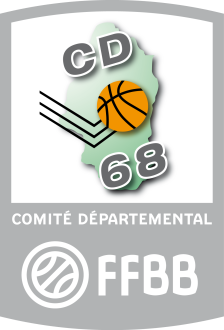 CD
68
COMITÉ DÉPARTEMENTAL
FFBB